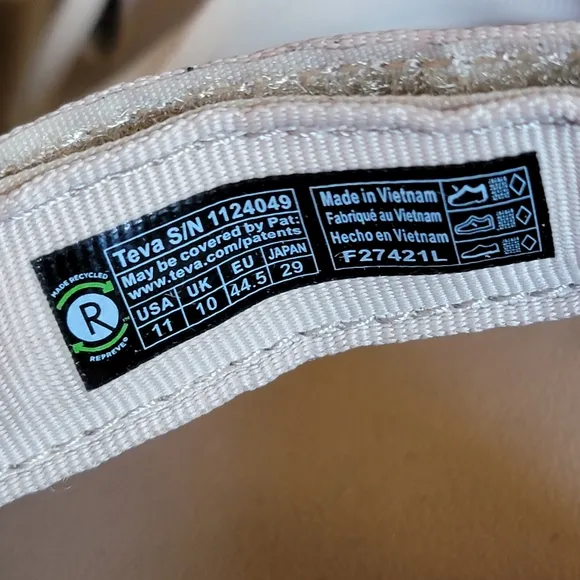 MADE RECYCLED
R
REPREVE®
Teva S/N 1124049
May be covered by Pat:
www.teva.com/patents
USA UK EU JAPAN
11 10 44.5 29
Made in Vietnam
Fabriqué au Vietnam
Hecho en Vietnam
F27421L